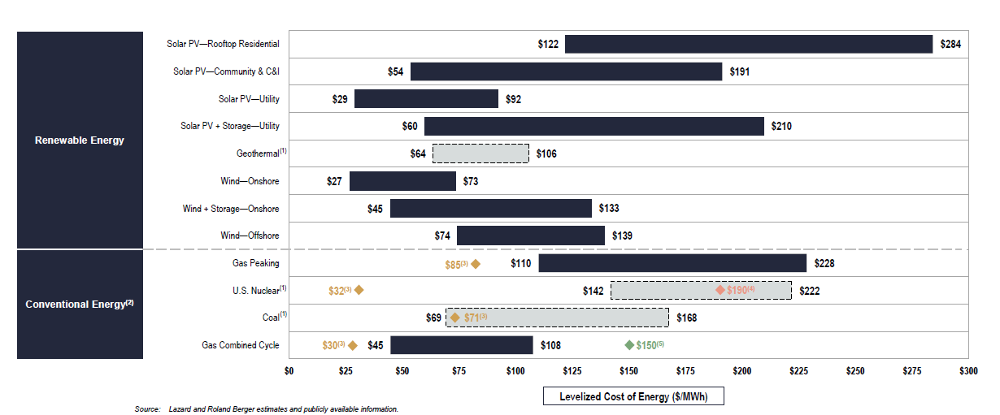 Renewable Energy
Solar PV—Rooftop Residential $122 $284
Solar PV—Community & C&I $54 $191
Solar PV—Utility $29 $92
Solar PV + Storage—Utility $60 $210
Geothermal(1) $64 $106
Wind—Onshore $27 $73
Wind + Storage—Onshore $45 $133
Wind—Offshore $74 $139
Conventional Energy(2)
Gas Peaking $85(3) $110 $228
U.S. Nuclear(1) $32(3) $142 $190(4) $222
Coal(1) $69 $71(3) $168
Gas Combined Cycle $30(3) $45 $108 $150(5)
$0 $25 $50 $75 $100 $125 $150 $175 $200 $225 $250 $275 $300
Levelized Cost of Energy ($/MWh)
Source: Lazard and Roland Berger estimates and publicly available information.